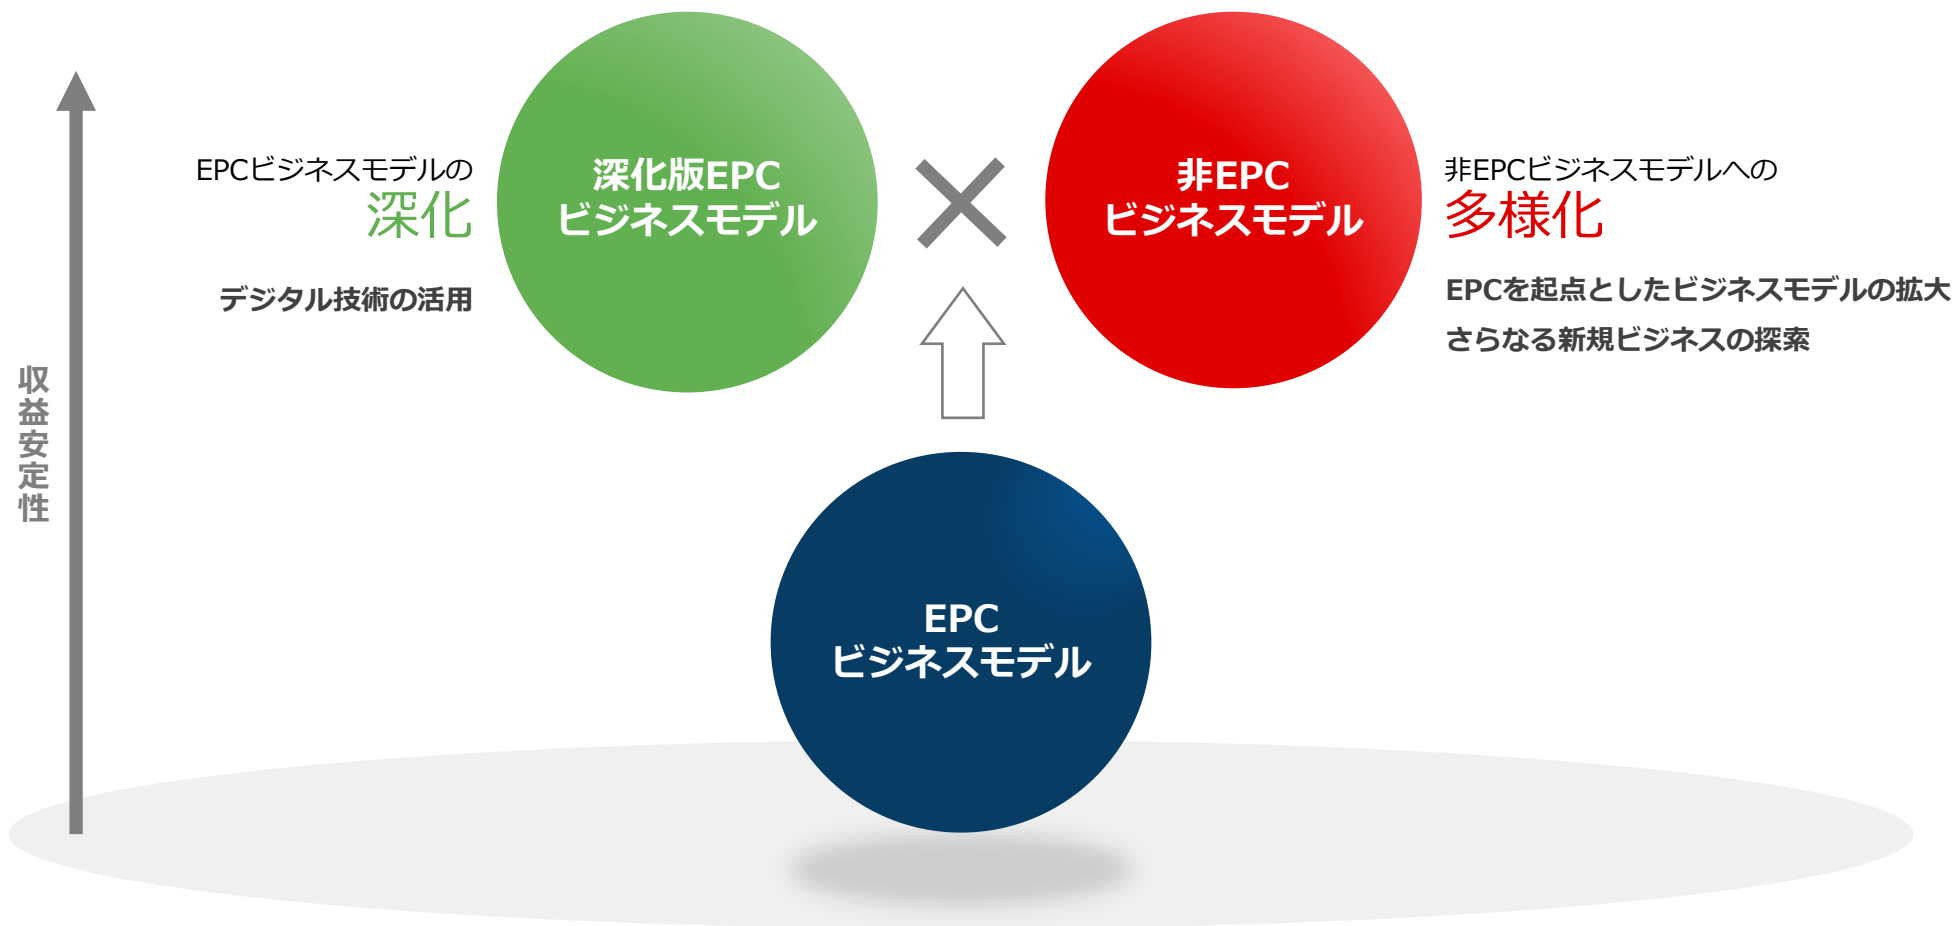 収益安定性
EPCビジネスモデルの
深化
デジタル技術の活用
深化版EPC
ビジネスモデル
非EPC
ビジネスモデル
非EPCビジネスモデルへの
多様化
EPCを起点としたビジネスモデルの拡大
さらなる新規ビジネスの探索
EPC
ビジネスモデル